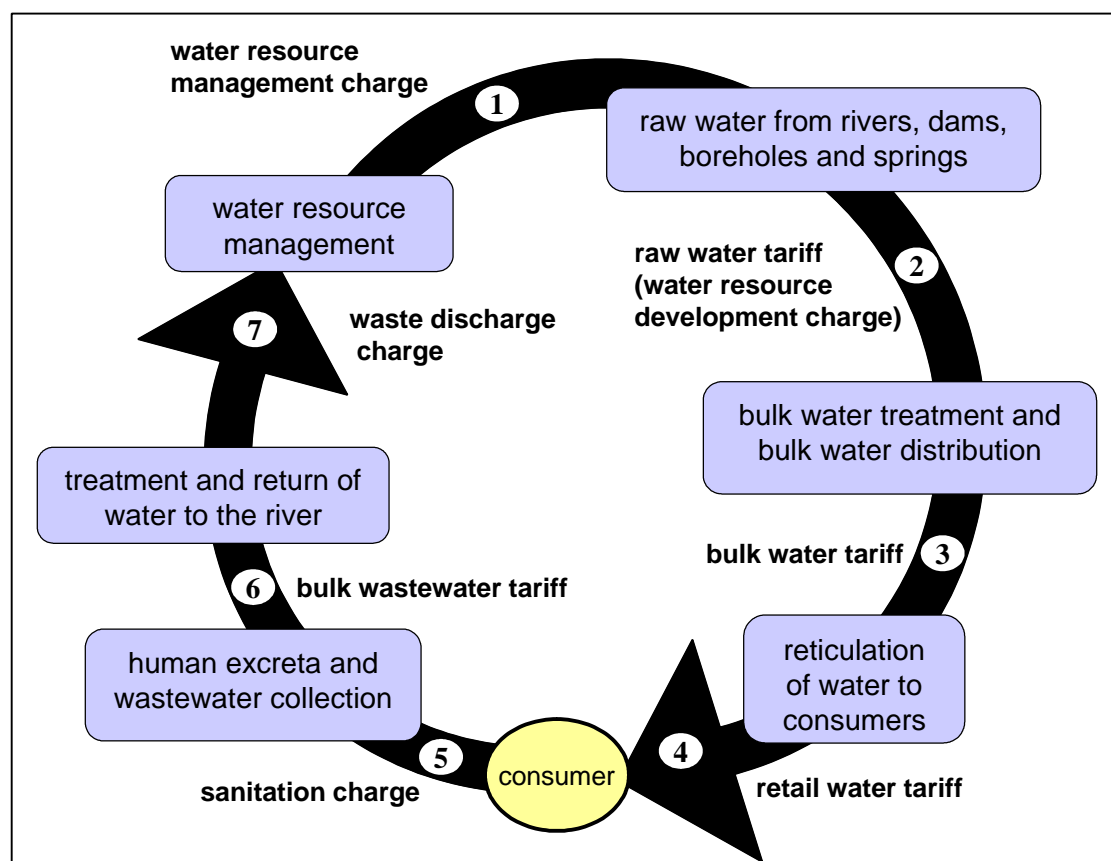 water resource
management charge
1
raw water from rivers, dams,
boreholes and springs
water resource
management
raw water tariff
(water resource
development charge)
2
7
waste discharge
charge
bulk water treatment and
bulk water distribution
treatment and return of
water to the river
bulk water tariff
3
6
bulk wastewater tariff
human excreta and
wastewater collection
reticulation
of water to
consumers
4
5
consumer
sanitation charge
retail water tariff